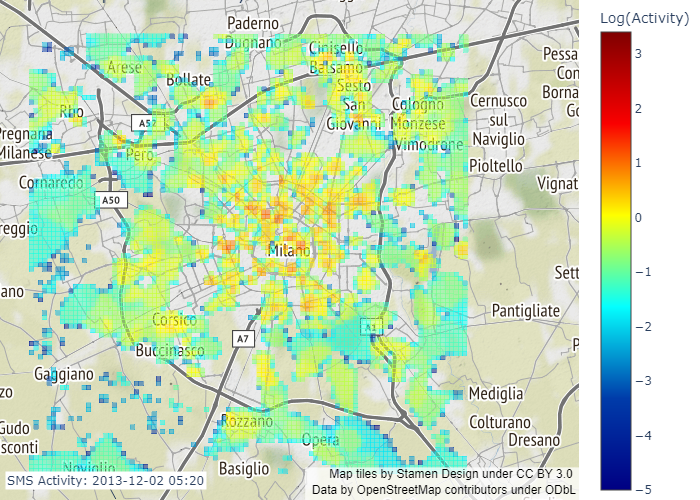 Log(Activity)
Paderno
Dugnano
Cinisello
Balsamo
Arese
Bollate
Sesto
San
Giovanni
Cologno
Monzese
Rho
A52
Pregnana
Milanese
Pero
Vimodrone
Cernusco
sul
Naviglio
Pioltello
Pessa
Con
Borna
Go
Vignat
Cornaredo
A50
reggio
Milano
Sett
ano
Corsico
A1
Pantigliate
P
Buccinasco
A7
Gaggiano
zo
Mediglia
Gudo
sconti
Rozzano
Opera
Colturano
Dresano
Noviglio
Basiglio
3
2
1
0
−1
−2
−3
−4
−5
SMS Activity: 2013-12-02 05:20
Map tiles by Stamen Design under CC BY 3.0
Data by OpenStreetMap contributors under ODbL